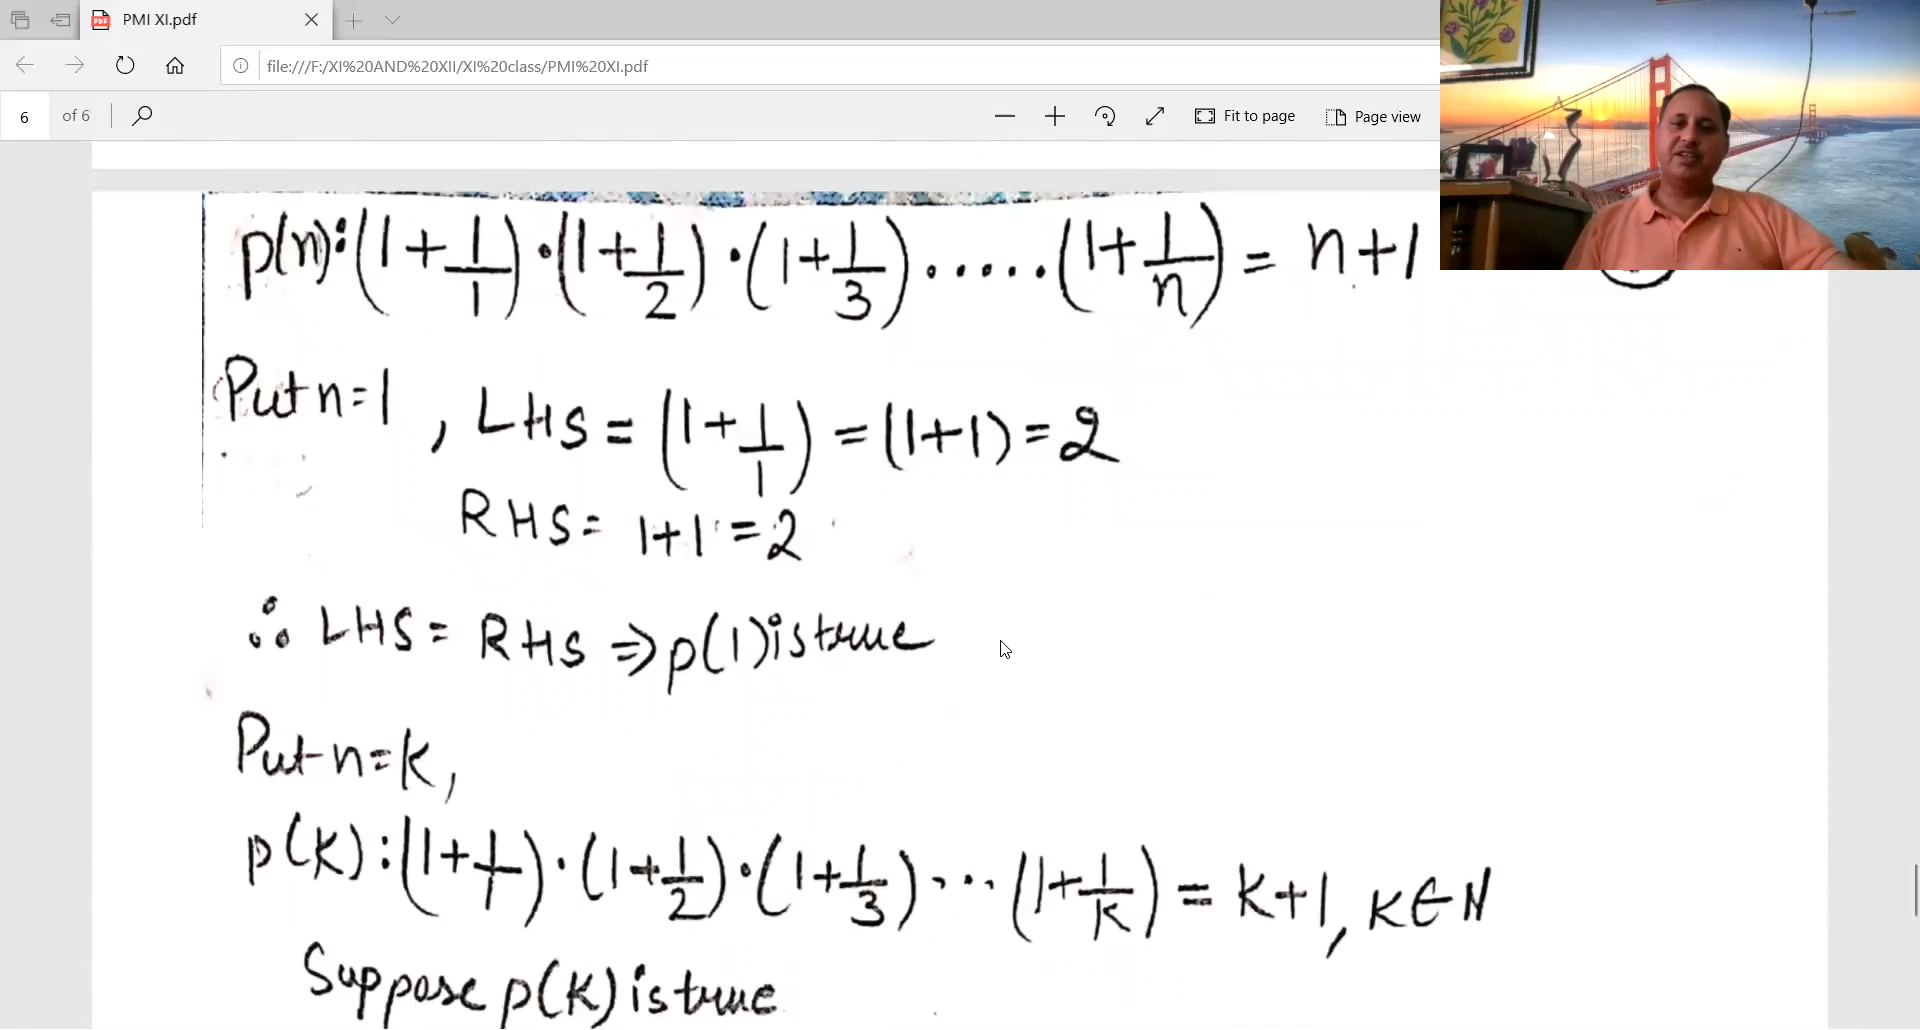 PMI XI.pdf
file:///F:/XI%20AND%20XII/XI%20class/PMI%20XI.pdf
6 of 6 Fit to page Page view
p(n):(1+1/1)·(1+1/2)·(1+1/3).....(1+1/n) = n+1
Put n=1, LHS = (1+1/1) = (1+1) = 2
RHS = 1+1 = 2
∴ LHS = RHS ⇒ p(1) is true
Put n=K,
p(K):(1+1/1)·(1+1/2)·(1+1/3)...(1+1/K) = K+1, K∈N
Suppose p(K) is true